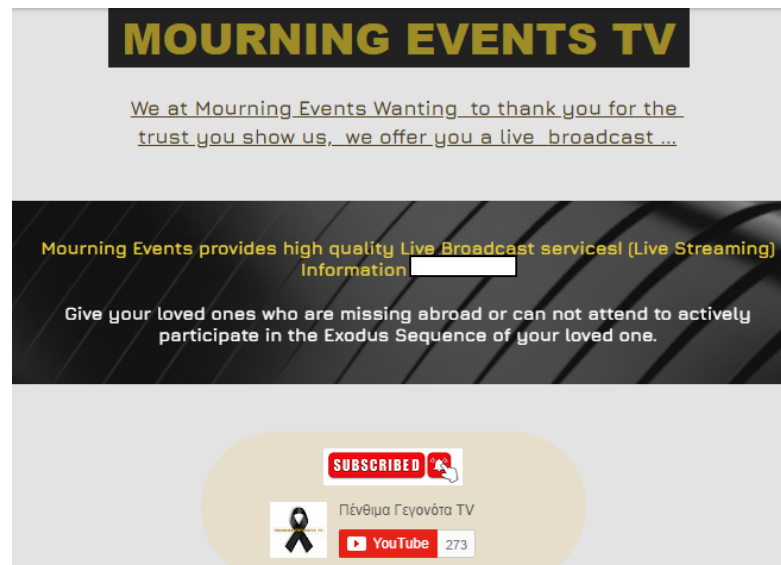 MOURNING EVENTS TV
We at Mourning Events Wanting to thank you for the
trust you show us, we offer you a live broadcast ...
Mourning Events provides high quality Live Broadcast services! (Live Streaming)
Information
Give your loved ones who are missing abroad or can not attend to actively
participate in the Exodus Sequence of your loved one.
SUBSCRIBED
Πένθιμα Γεγονότα TV
YouTube 273